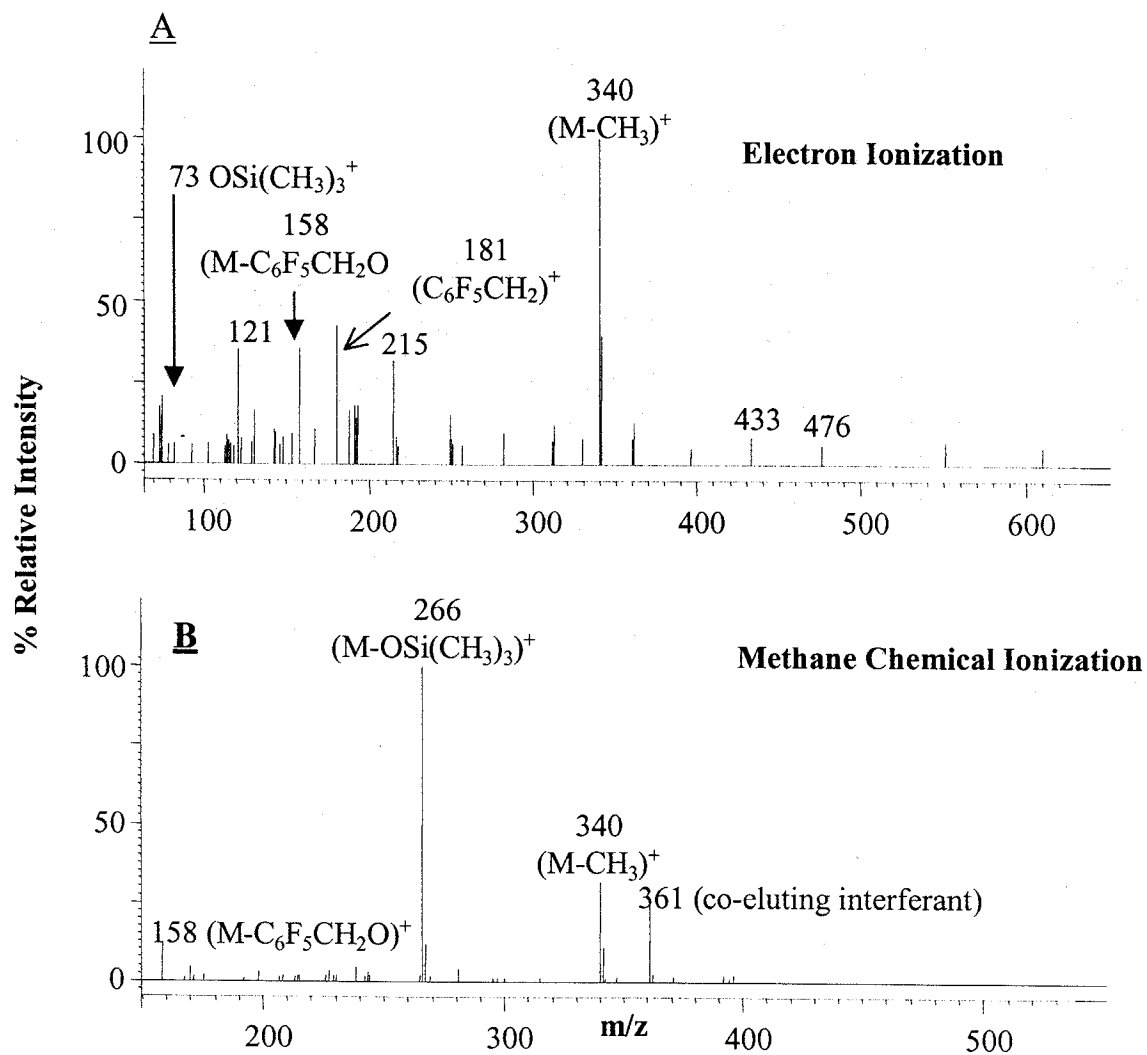 A
340
(M-CH₃)⁺
100
Electron Ionization
73 OSi(CH₃)₃⁺
158
(M-C₆F₅CH₂O
181
(C₆F₅CH₂)⁺
50
121
215
433
476
0
100
200
300
400
500
600
% Relative Intensity
B
266
(M-OSi(CH₃)₃)⁺
Methane Chemical Ionization
100
50
340
(M-CH₃)⁺
361 (co-eluting interferant)
158 (M-C₆F₅CH₂O)⁺
0
200
300
m/z
400
500